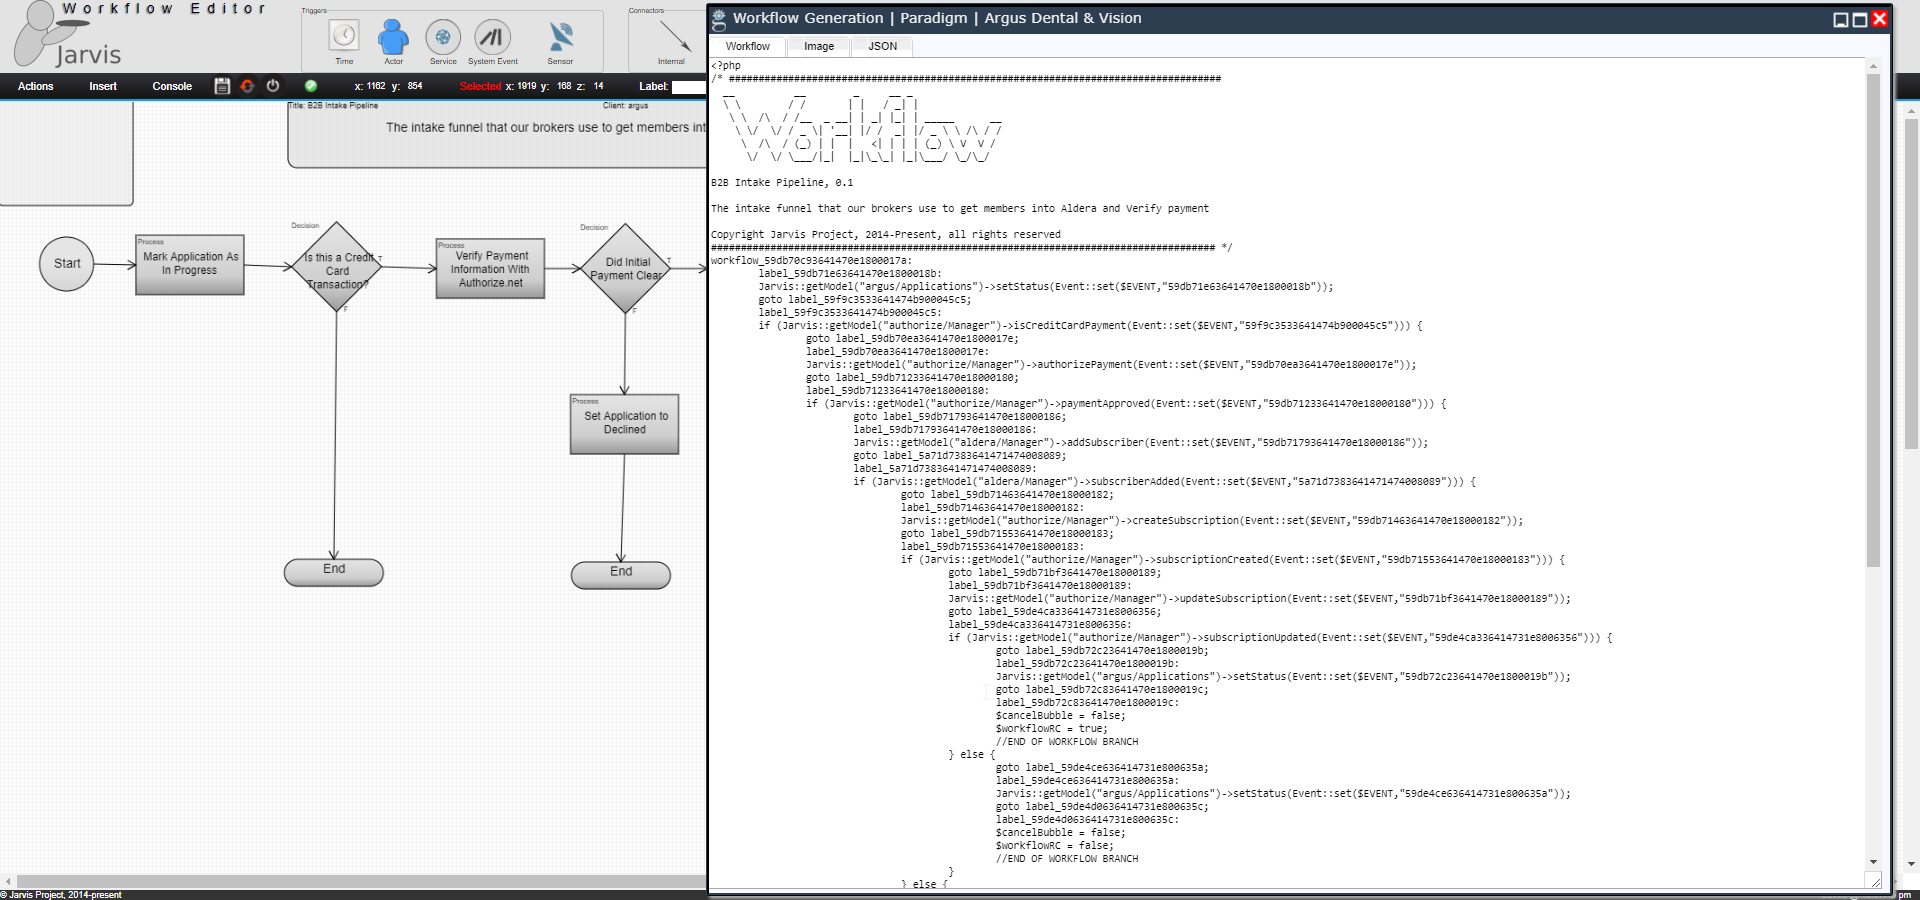 Workflow Editor
Jarvis
Triggers
Time
Actor
Service
System Event
Sensor
Connectors
Internal
Actions
Insert
Console
x: 1162 y: 854
Selected x: 1919 y: 168 z: 14
Label:
Title: B2B Intake Pipeline
Client: argus
The intake funnel that our brokers use to get members int
Start
Process
Mark Application As
In Progress
Decision
Is this a Credit
Card
Transaction?
T
F
Process
Verify Payment
Information With
Authorize.net
Decision
Did Initial
Payment Clear
T
F
Process
Set Application to
Declined
End
End
© Jarvis Project, 2014-present
Workflow Generation | Paradigm | Argus Dental & Vision
Workflow
Image
JSON
<?php
/* ###################################################################################
Workflow
B2B Intake Pipeline, 0.1
The intake funnel that our brokers use to get members into Aldera and Verify payment
Copyright Jarvis Project, 2014-Present, all rights reserved
##################################################################################### */
workflow_59db70c93641470e1800017a:
label_59db71e63641470e1800018b:
Jarvis::getModel("argus/Applications")->setStatus(Event::set($EVENT,"59db71e63641470e1800018b"));
goto label_59f9c3533641474b900045c5;
label_59f9c3533641474b900045c5:
if (Jarvis::getModel("authorize/Manager")->isCreditCardPayment(Event::set($EVENT,"59f9c3533641474b900045c5"))) {
goto label_59db70ea3641470e1800017e;
label_59db70ea3641470e1800017e:
Jarvis::getModel("authorize/Manager")->authorizePayment(Event::set($EVENT,"59db70ea3641470e1800017e"));
goto label_59db71233641470e18000180;
label_59db71233641470e18000180:
if (Jarvis::getModel("authorize/Manager")->paymentApproved(Event::set($EVENT,"59db71233641470e18000180"))) {
goto label_59db71793641470e18000186;
label_59db71793641470e18000186:
Jarvis::getModel("aldera/Manager")->addSubscriber(Event::set($EVENT,"59db71793641470e18000186"));
goto label_5a71d7383641471474008089;
label_5a71d7383641471474008089:
if (Jarvis::getModel("aldera/Manager")->subscriberAdded(Event::set($EVENT,"5a71d7383641471474008089"))) {
goto label_59db71463641470e18000182;
label_59db71463641470e18000182:
Jarvis::getModel("authorize/Manager")->createSubscription(Event::set($EVENT,"59db71463641470e18000182"));
goto label_59db71553641470e18000183;
label_59db71553641470e18000183:
if (Jarvis::getModel("authorize/Manager")->subscriptionCreated(Event::set($EVENT,"59db71553641470e18000183"))) {
goto label_59db71bf3641470e18000189;
label_59db71bf3641470e18000189:
Jarvis::getModel("authorize/Manager")->updateSubscription(Event::set($EVENT,"59db71bf3641470e18000189"));
goto label_59de4ca336414731e8006356;
label_59de4ca336414731e8006356:
if (Jarvis::getModel("authorize/Manager")->subscriptionUpdated(Event::set($EVENT,"59de4ca336414731e8006356"))) {
goto label_59db72c23641470e1800019b;
label_59db72c23641470e1800019b:
Jarvis::getModel("argus/Applications")->setStatus(Event::set($EVENT,"59db72c23641470e1800019b"));
goto label_59db72c83641470e1800019c;
label_59db72c83641470e1800019c:
$cancelBubble = false;
$workflowRC = true;
//END OF WORKFLOW BRANCH
} else {
goto label_59de4ce636414731e800635a;
label_59de4ce636414731e800635a:
Jarvis::getModel("argus/Applications")->setStatus(Event::set($EVENT,"59de4ce636414731e800635a"));
goto label_59de4d0636414731e800635c;
label_59de4d0636414731e800635c:
$cancelBubble = false;
$workflowRC = false;
//END OF WORKFLOW BRANCH
}
} else {
pm